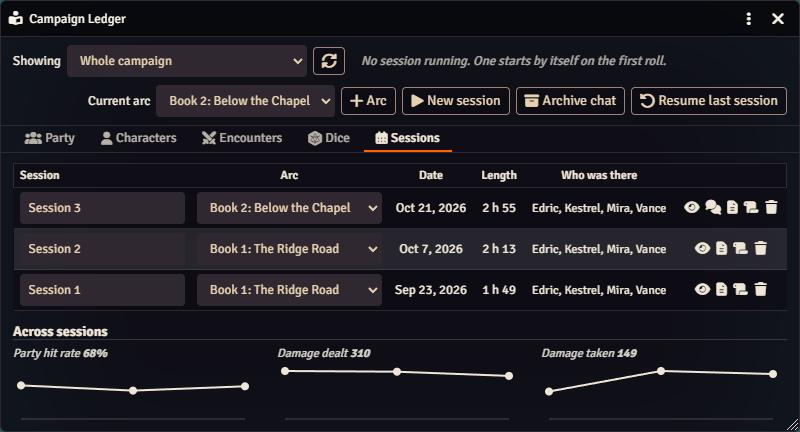 Campaign Ledger
Showing Whole campaign No session running. One starts by itself on the first roll.
Current arc Book 2: Below the Chapel Arc New session Archive chat Resume last session
Party Characters Encounters Dice Sessions
Session Arc Date Length Who was there
Session 3 Book 2: Below the Chapel Oct 21, 2026 2 h 55 Edric, Kestrel, Mira, Vance
Session 2 Book 1: The Ridge Road Oct 7, 2026 2 h 13 Edric, Kestrel, Mira, Vance
Session 1 Book 1: The Ridge Road Sep 23, 2026 1 h 49 Edric, Kestrel, Mira, Vance
Across sessions
Party hit rate 68% Damage dealt 310 Damage taken 149